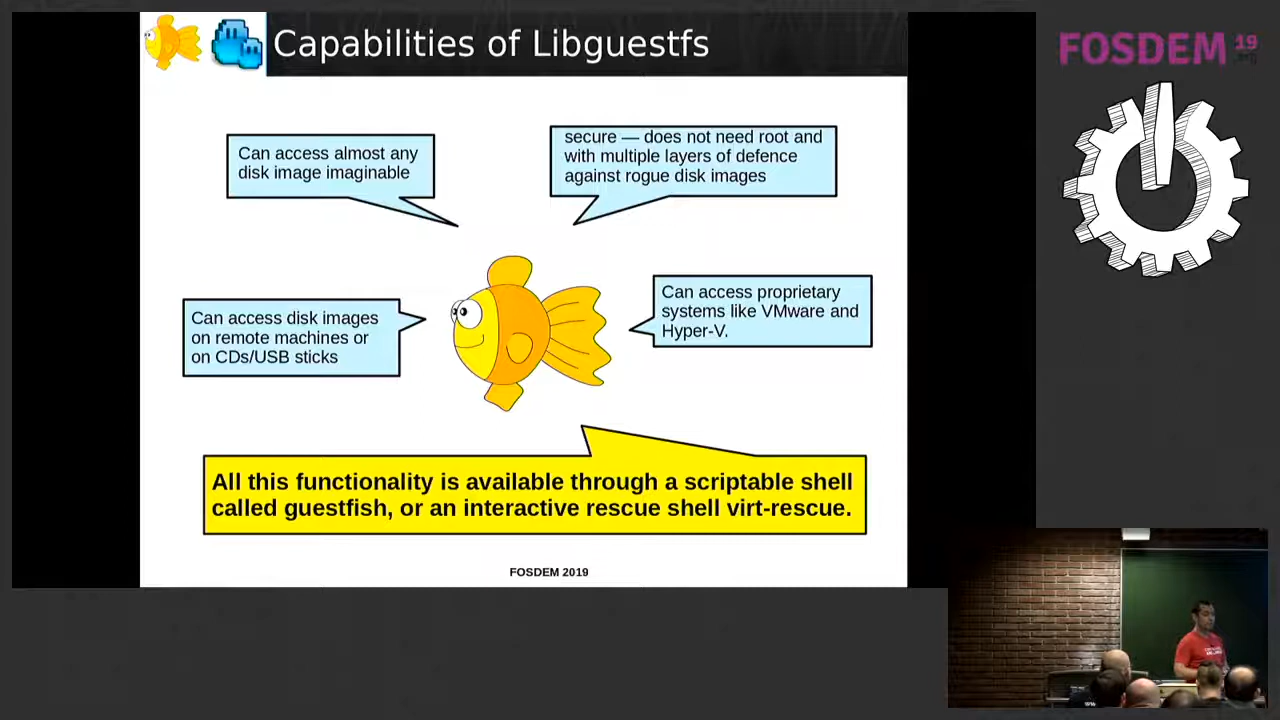 Capabilities of Libguestfs
FOSDEM 19
.org
Can access almost any
disk image imaginable
secure — does not need root and
with multiple layers of defence
against rogue disk images
Can access disk images
on remote machines or
on CDs/USB sticks
Can access proprietary
systems like VMware and
Hyper-V.
All this functionality is available through a scriptable shell
called guestfish, or an interactive rescue shell virt-rescue.
FOSDEM 2019